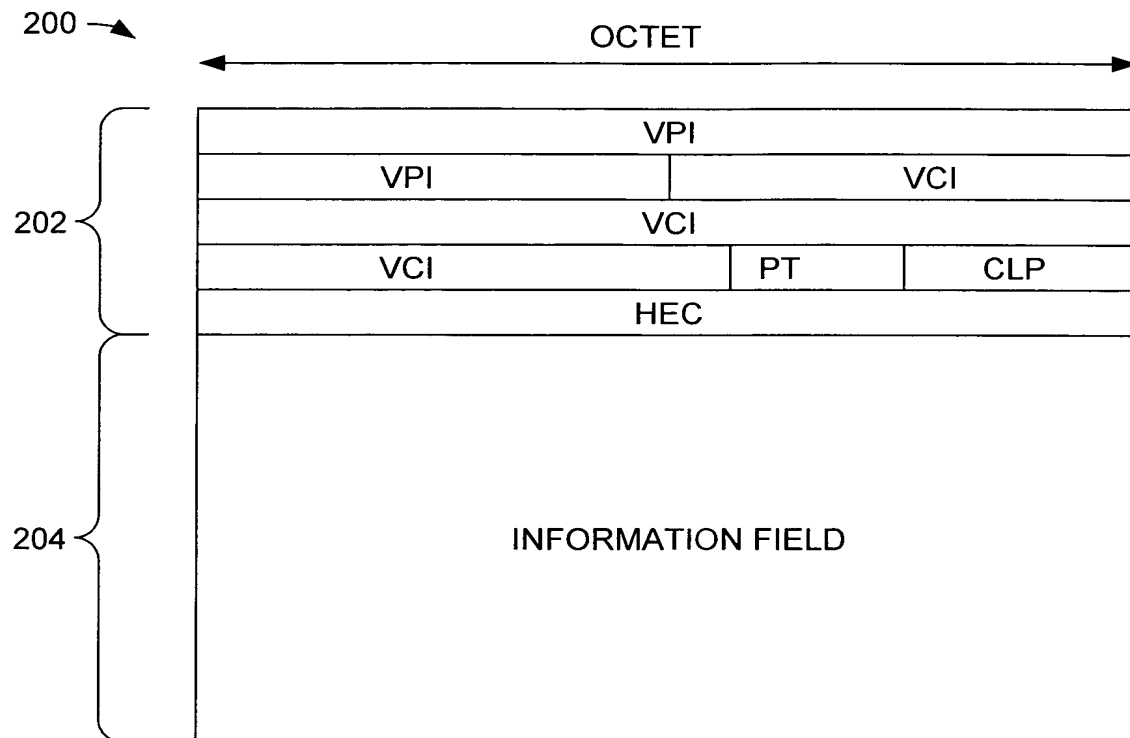 200
OCTET
VPI
VPI VCI
202
VCI
VCI PT CLP
HEC
204
INFORMATION FIELD